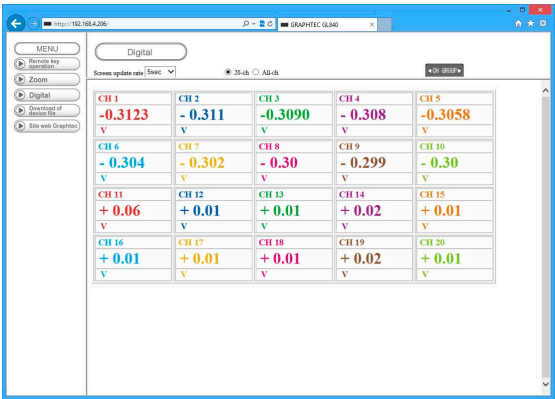 http://192.168.4.206/
GRAPHTEC GL840
MENU
Remote key operation
Zoom
Digital
Download of device file
Site web Graphtec
Digital
Screen update rate 5sec
20-ch All-ch
◄CH GROUP►
CH 1 CH 2 CH 3 CH 4 CH 5
-0.3123 - 0.311 -0.3090 - 0.308 -0.3058
V V V V V
CH 6 CH 7 CH 8 CH 9 CH 10
- 0.304 - 0.302 - 0.30 - 0.299 - 0.30
V V V V V
CH 11 CH 12 CH 13 CH 14 CH 15
+ 0.06 + 0.01 + 0.01 + 0.02 + 0.01
V V V V V
CH 16 CH 17 CH 18 CH 19 CH 20
+ 0.01 + 0.01 + 0.01 + 0.02 + 0.01
V V V V V